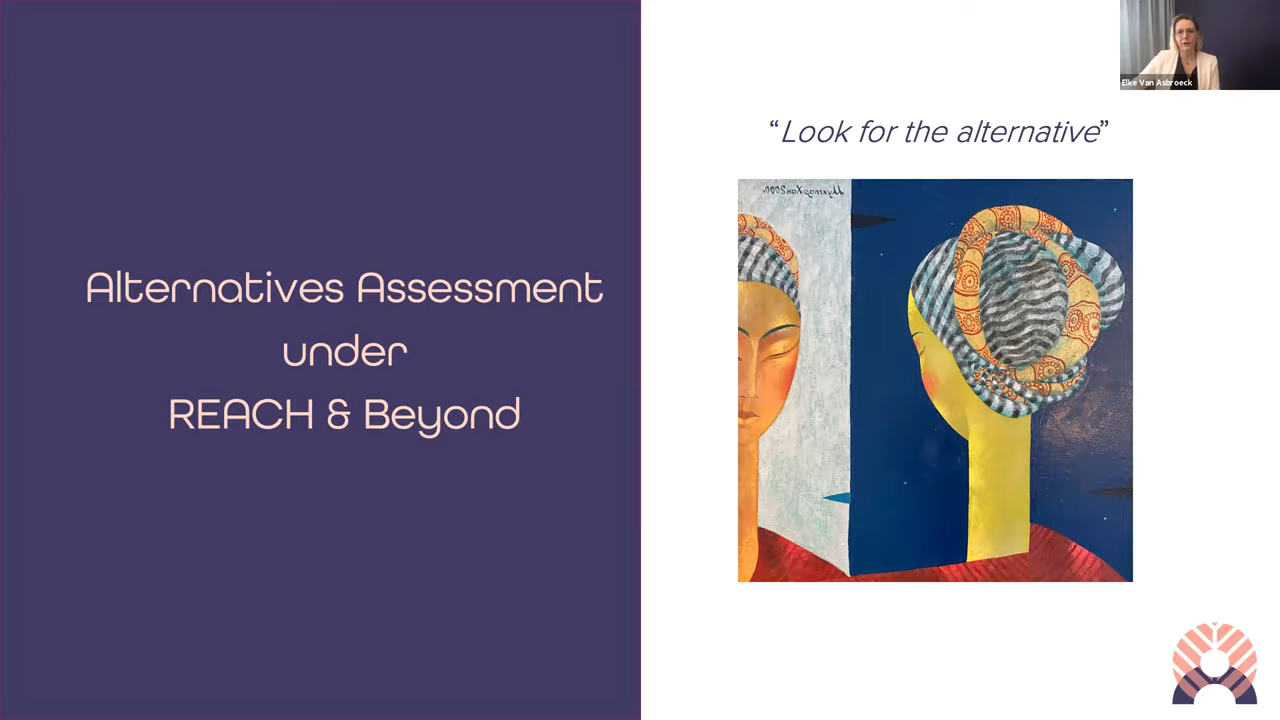 Alternatives Assessment
under
REACH & Beyond
Elke Van Asbroeck
“Look for the alternative”